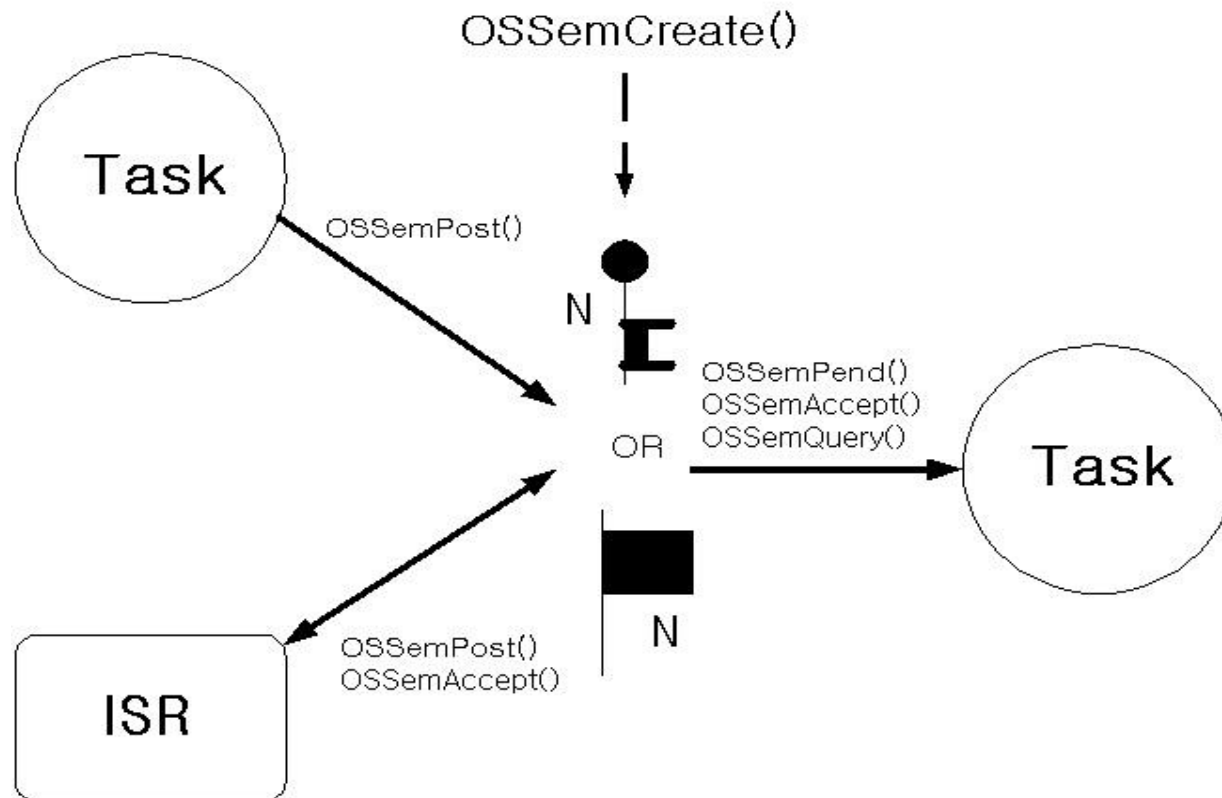 OSSemCreate()
Task
OSSemPost()
N
OSSemPend()
OSSemAccept()
OSSemQuery()
OR
Task
N
OSSemPost()
OSSemAccept()
ISR